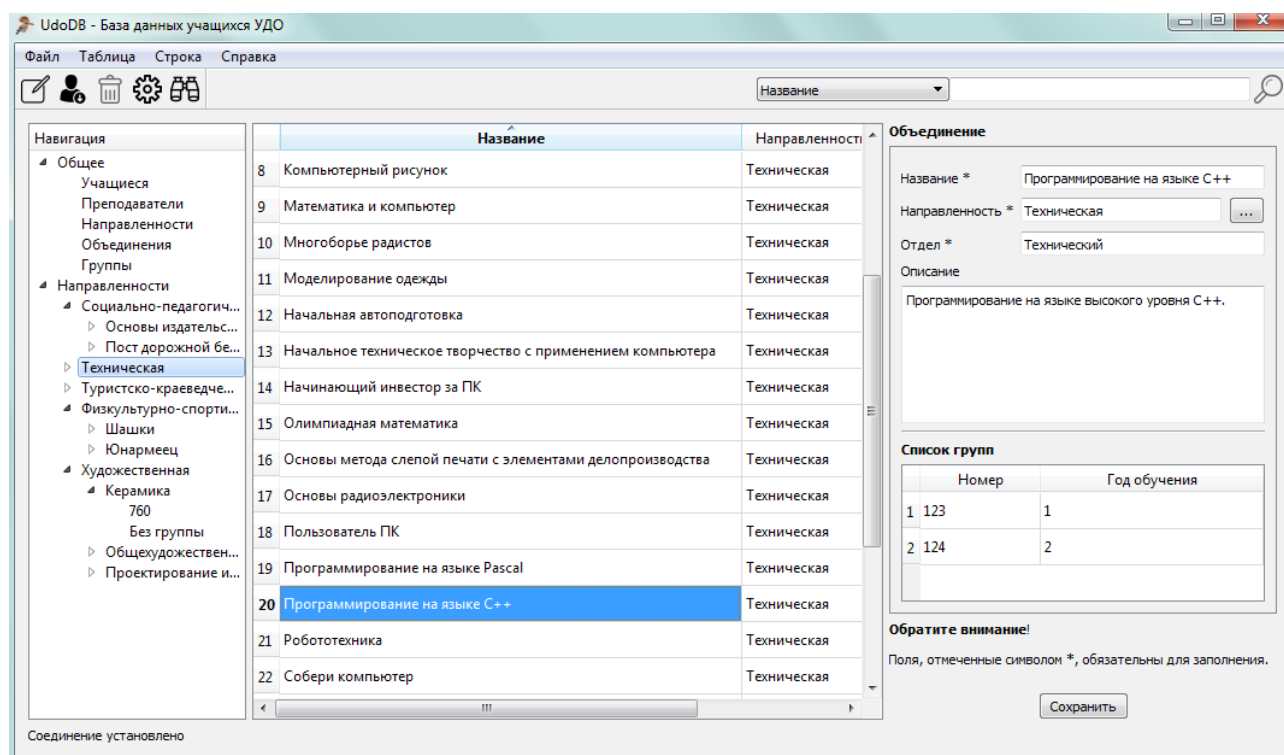 UdoDB - База данных учащихся УДО
Файл Таблица Строка Справка
Название
Навигация
Общее
Учащиеся
Преподаватели
Направленности
Объединения
Группы
Направленности
Социально-педагогич...
Основы издательс...
Пост дорожной бе...
Техническая
Туристско-краеведче...
Физкультурно-спорти...
Шашки
Юнармеец
Художественная
Керамика
760
Без группы
Общехудожествен...
Проектирование и...
Название Направленност
8 Компьютерный рисунок Техническая
9 Математика и компьютер Техническая
10 Многоборье радистов Техническая
11 Моделирование одежды Техническая
12 Начальная автоподготовка Техническая
13 Начальное техническое творчество с применением компьютера Техническая
14 Начинающий инвестор за ПК Техническая
15 Олимпиадная математика Техническая
16 Основы метода слепой печати с элементами делопроизводства Техническая
17 Основы радиоэлектроники Техническая
18 Пользователь ПК Техническая
19 Программирование на языке Pascal Техническая
20 Программирование на языке C++ Техническая
21 Робототехника Техническая
22 Собери компьютер Техническая
Объединение
Название * Программирование на языке C++
Направленность * Техническая ...
Отдел * Технический
Описание
Программирование на языке высокого уровня C++.
Список групп
Номер Год обучения
1 123 1
2 124 2
Обратите внимание!
Поля, отмеченные символом *, обязательны для заполнения.
Сохранить
Соединение установлено